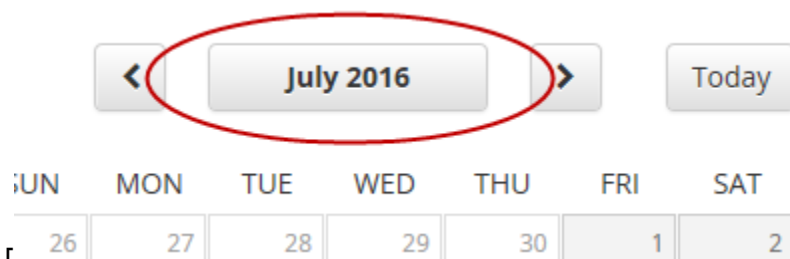 July 2016 Today
SUN MON TUE WED THU FRI SAT
26 27 28 29 30 1 2